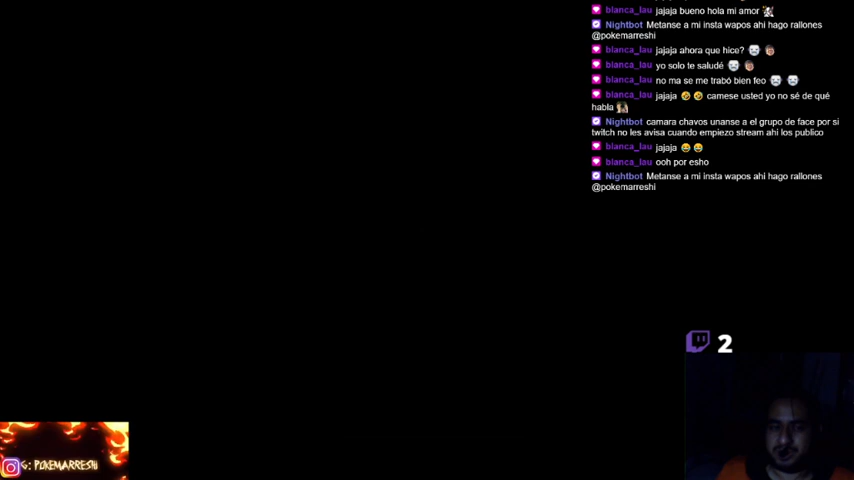 blanca_lau jajaja bueno hola mi amor
Nightbot Metanse a mi insta wapos ahi hago rallones
@pokemarreshi
blanca_lau jajaja ahora que hice?
blanca_lau yo solo te saludé
blanca_lau no ma se me trabó bien feo
blanca_lau jajaja 🤣 🤣 camese usted yo no sé de qué
habla
Nightbot camara chavos unanse a el grupo de face por si
twitch no les avisa cuando empiezo stream ahi los publico
blanca_lau jajaja 😂 😂
blanca_lau ooh por esho
Nightbot Metanse a mi insta wapos ahi hago rallones
@pokemarreshi
2
G: POKEMARRESHI